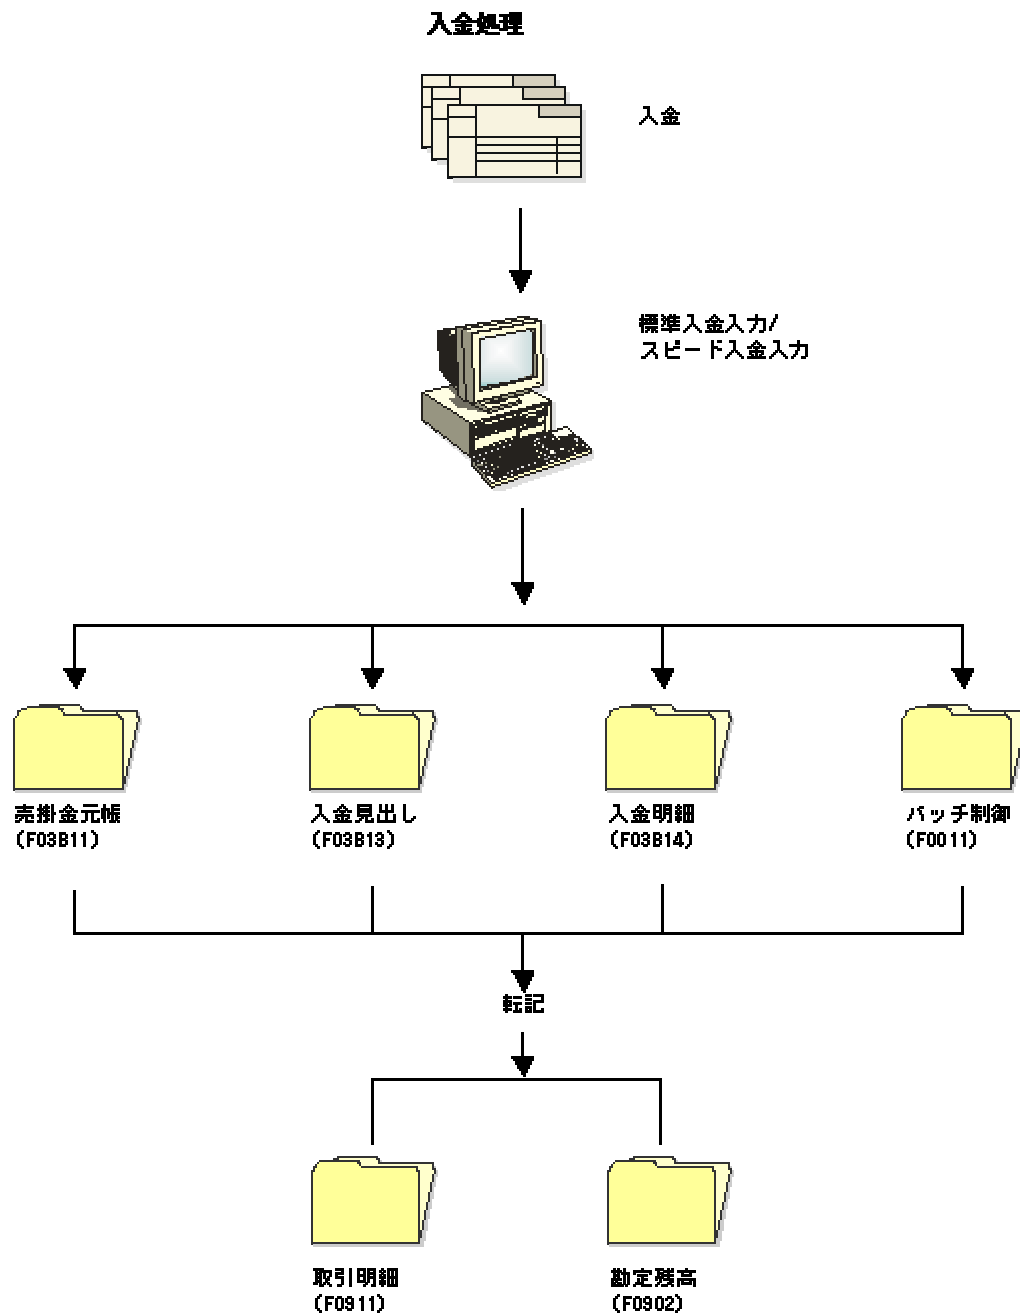 入金処理
入金
標準入金入力/
スピード入金入力
売掛金元帳
(F03B11)
入金見出し
(F03B13)
入金明細
(F03B14)
バッチ制御
(F0011)
転記
取引明細
(F0911)
勘定残高
(F0902)